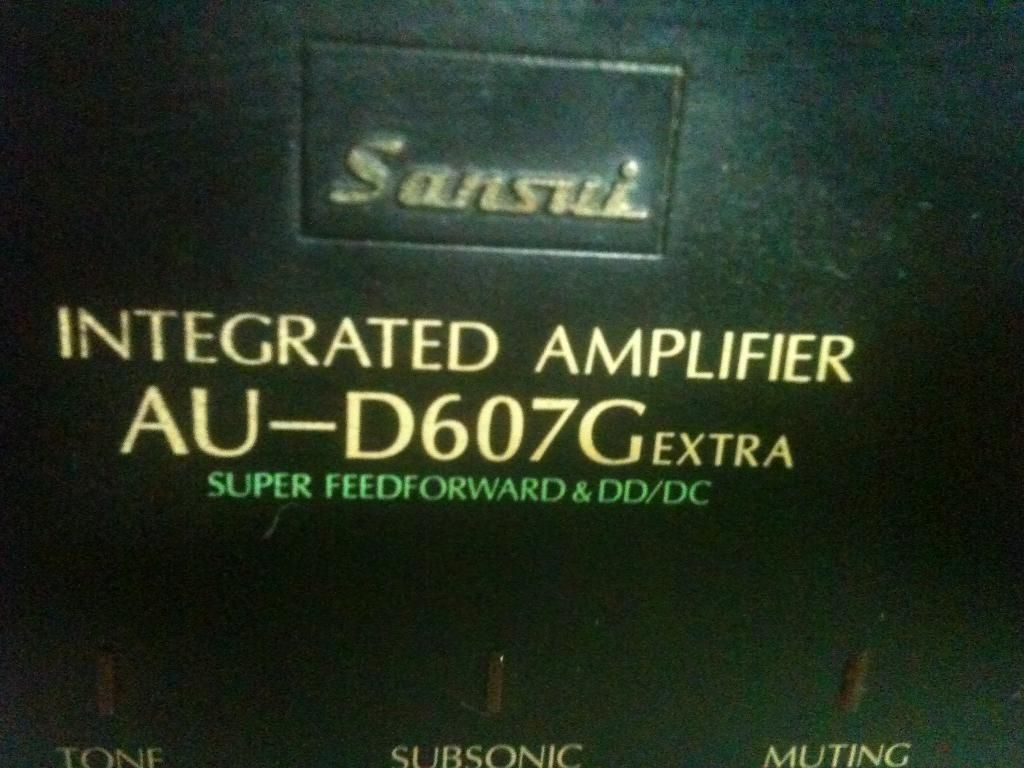 Sansui
INTEGRATED AMPLIFIER
AU-D607G EXTRA
SUPER FEEDFORWARD & DD/DC
TONE SUBSONIC MUTING